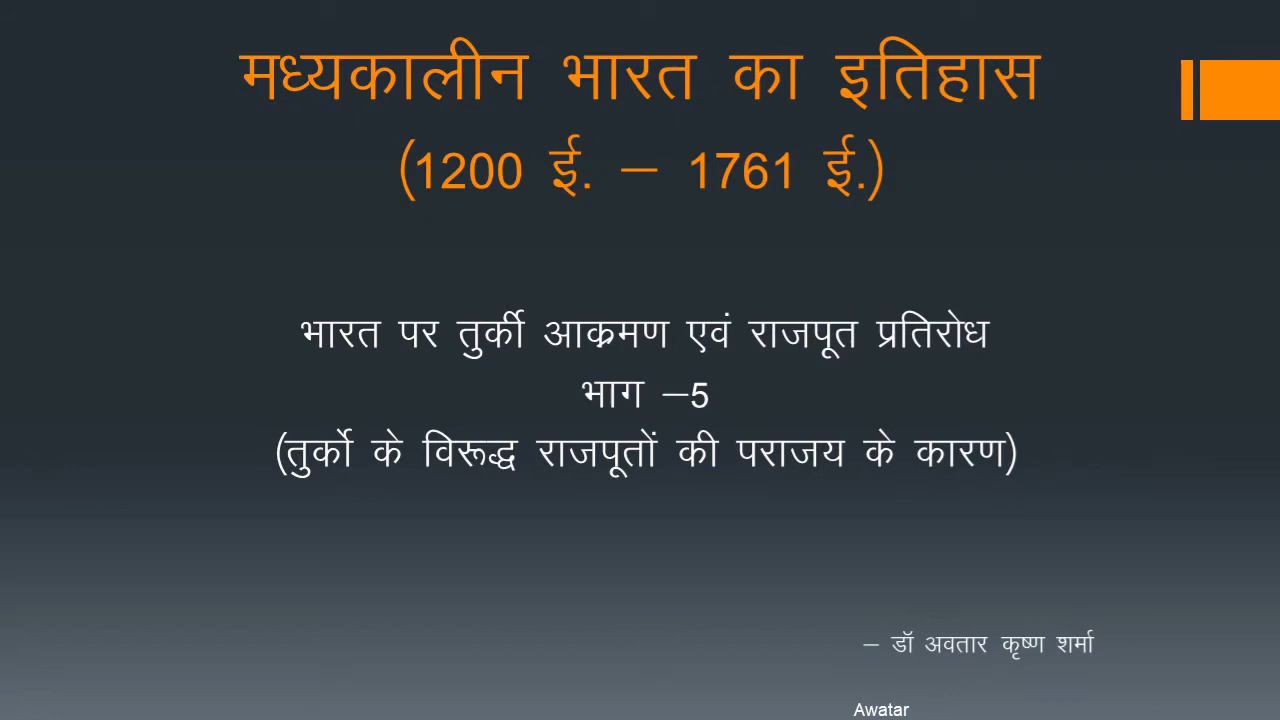 मध्यकालीन भारत का इतिहास
(1200 ई. – 1761 ई.)
भारत पर तुर्की आक्रमण एवं राजपूत प्रतिरोध
भाग –5
(तुर्कों के विरूद्ध राजपूतों की पराजय के कारण)
– डॉ अवतार कृष्ण शर्मा
Awatar